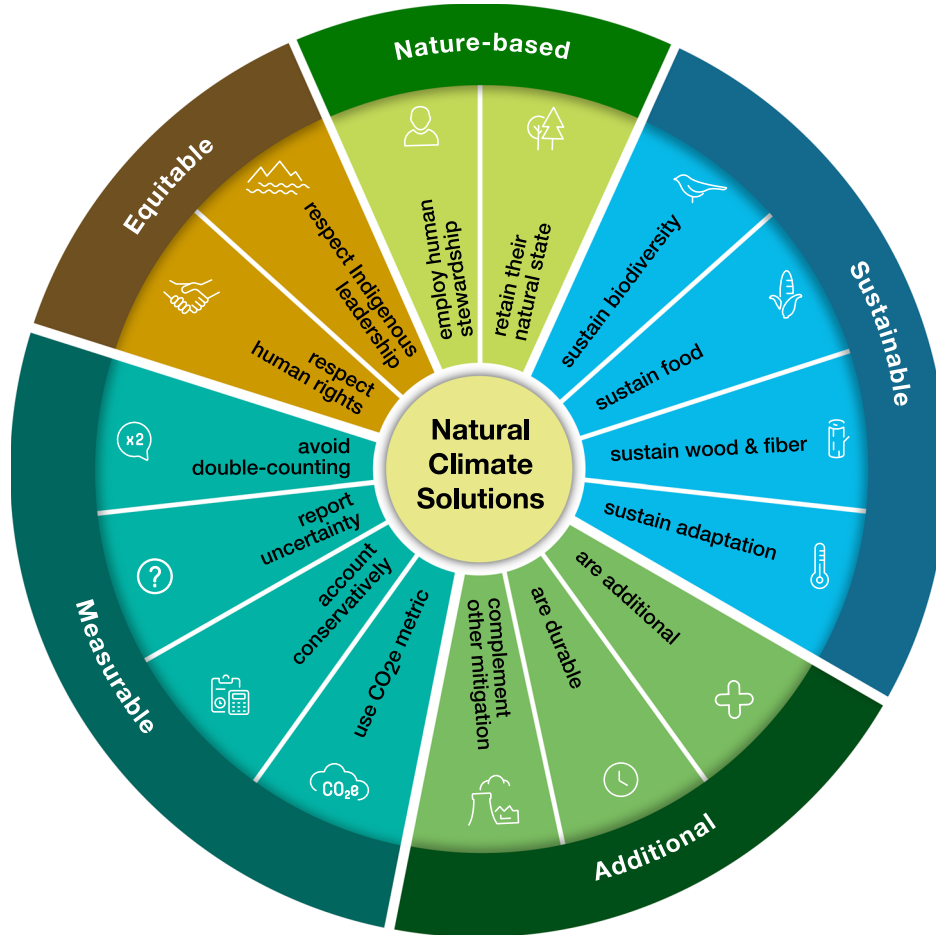 Nature-based
employ human
stewardship
retain their
natural state
Sustainable
sustain biodiversity
sustain food
sustain wood & fiber
sustain adaptation
Additional
are additional
are durable
complement
other mitigation
Measurable
use CO2e metric
CO2e
account
conservatively
report
uncertainty
?
avoid
double-counting
x2
Equitable
respect
human rights
respect Indigenous
leadership
Natural
Climate
Solutions